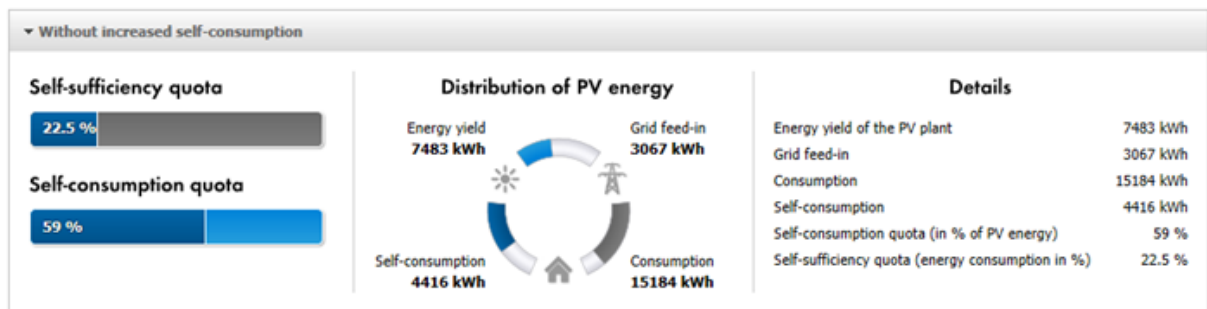 Without increased self-consumption
Self-sufficiency quota
22.5 %
Self-consumption quota
59 %
Distribution of PV energy
Energy yield
7483 kWh
Grid feed-in
3067 kWh
Self-consumption
4416 kWh
Consumption
15184 kWh
Details
Energy yield of the PV plant 7483 kWh
Grid feed-in 3067 kWh
Consumption 15184 kWh
Self-consumption 4416 kWh
Self-consumption quota (in % of PV energy) 59 %
Self-sufficiency quota (energy consumption in %) 22.5 %